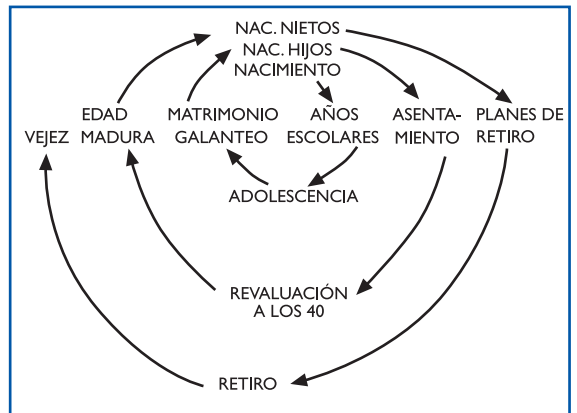 NAC. NIETOS
NAC. HIJOS
NACIMIENTO
VEJEZ
EDAD
MADURA
MATRIMONIO
GALANTEO
AÑOS
ESCOLARES
ASENTA-
MIENTO
PLANES DE
RETIRO
ADOLESCENCIA
REVALUACIÓN
A LOS 40
RETIRO